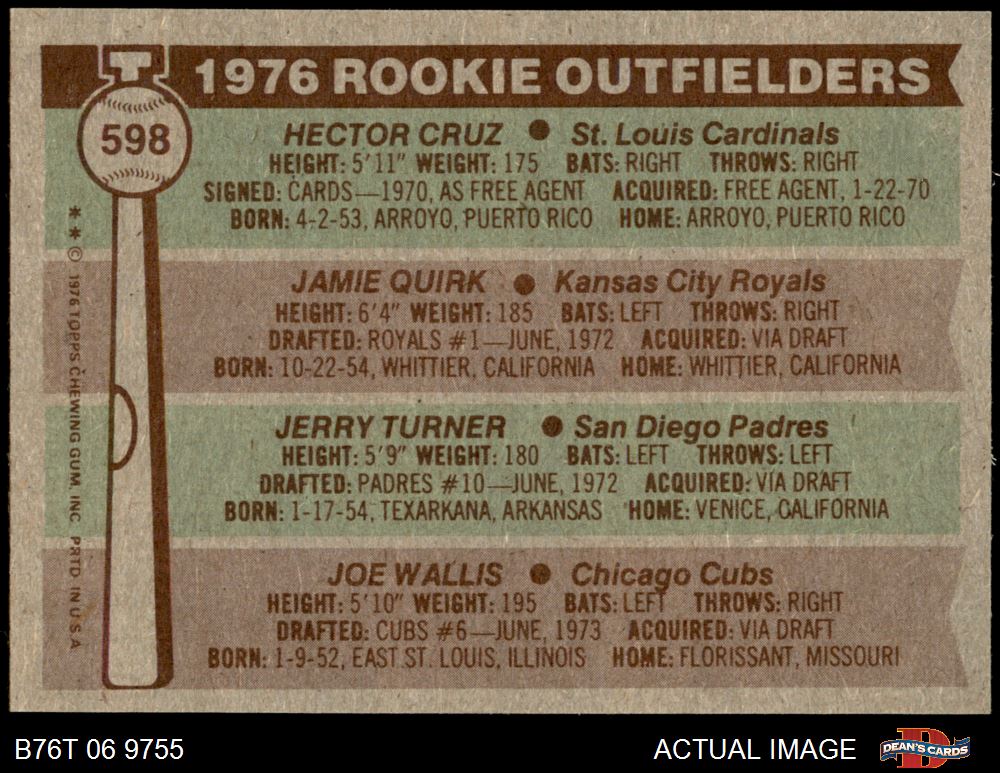 1976 ROOKIE OUTFIELDERS
598
HECTOR CRUZ ● St. Louis Cardinals
HEIGHT: 5'11" WEIGHT: 175 BATS: RIGHT THROWS: RIGHT
SIGNED: CARDS—1970, AS FREE AGENT ACQUIRED: FREE AGENT, 1-22-70
BORN: 4-2-53, ARROYO, PUERTO RICO HOME: ARROYO, PUERTO RICO
JAMIE QUIRK ● Kansas City Royals
HEIGHT: 6'4" WEIGHT: 185 BATS: LEFT THROWS: RIGHT
DRAFTED: ROYALS #1—JUNE, 1972 ACQUIRED: VIA DRAFT
BORN: 10-22-54, WHITTIER, CALIFORNIA HOME: WHITTIER, CALIFORNIA
JERRY TURNER ● San Diego Padres
HEIGHT: 5'9" WEIGHT: 180 BATS: LEFT THROWS: LEFT
DRAFTED: PADRES #10—JUNE, 1972 ACQUIRED: VIA DRAFT
BORN: 1-17-54, TEXARKANA, ARKANSAS HOME: VENICE, CALIFORNIA
JOE WALLIS ● Chicago Cubs
HEIGHT: 5'10" WEIGHT: 195 BATS: LEFT THROWS: RIGHT
DRAFTED: CUBS #6—JUNE, 1973 ACQUIRED: VIA DRAFT
BORN: 1-9-52, EAST ST. LOUIS, ILLINOIS HOME: FLORISSANT, MISSOURI
T
** © 1976 TOPPS CHEWING GUM, INC. PRTD. IN U.S.A.
B76T 06 9755
ACTUAL IMAGE
D
DEAN'S CARDS